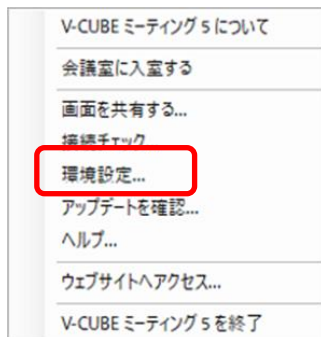 V-CUBE ミーティング 5 について
会議室に入室する
画面を共有する...
接続チェック
環境設定...
アップデートを確認...
ヘルプ...
ウェブサイトへアクセス...
V-CUBE ミーティング 5 を終了